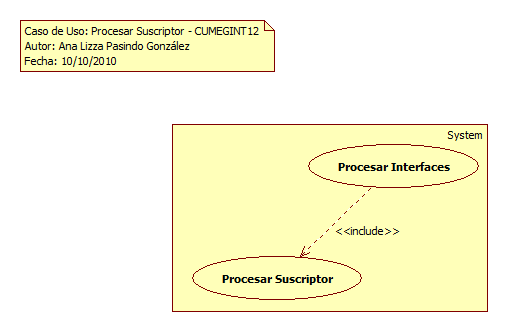 Caso de Uso: Procesar Suscriptor - CUMEGINT12
Autor: Ana Lizza Pasindo González
Fecha: 10/10/2010
System
Procesar Interfaces
<<include>>
Procesar Suscriptor